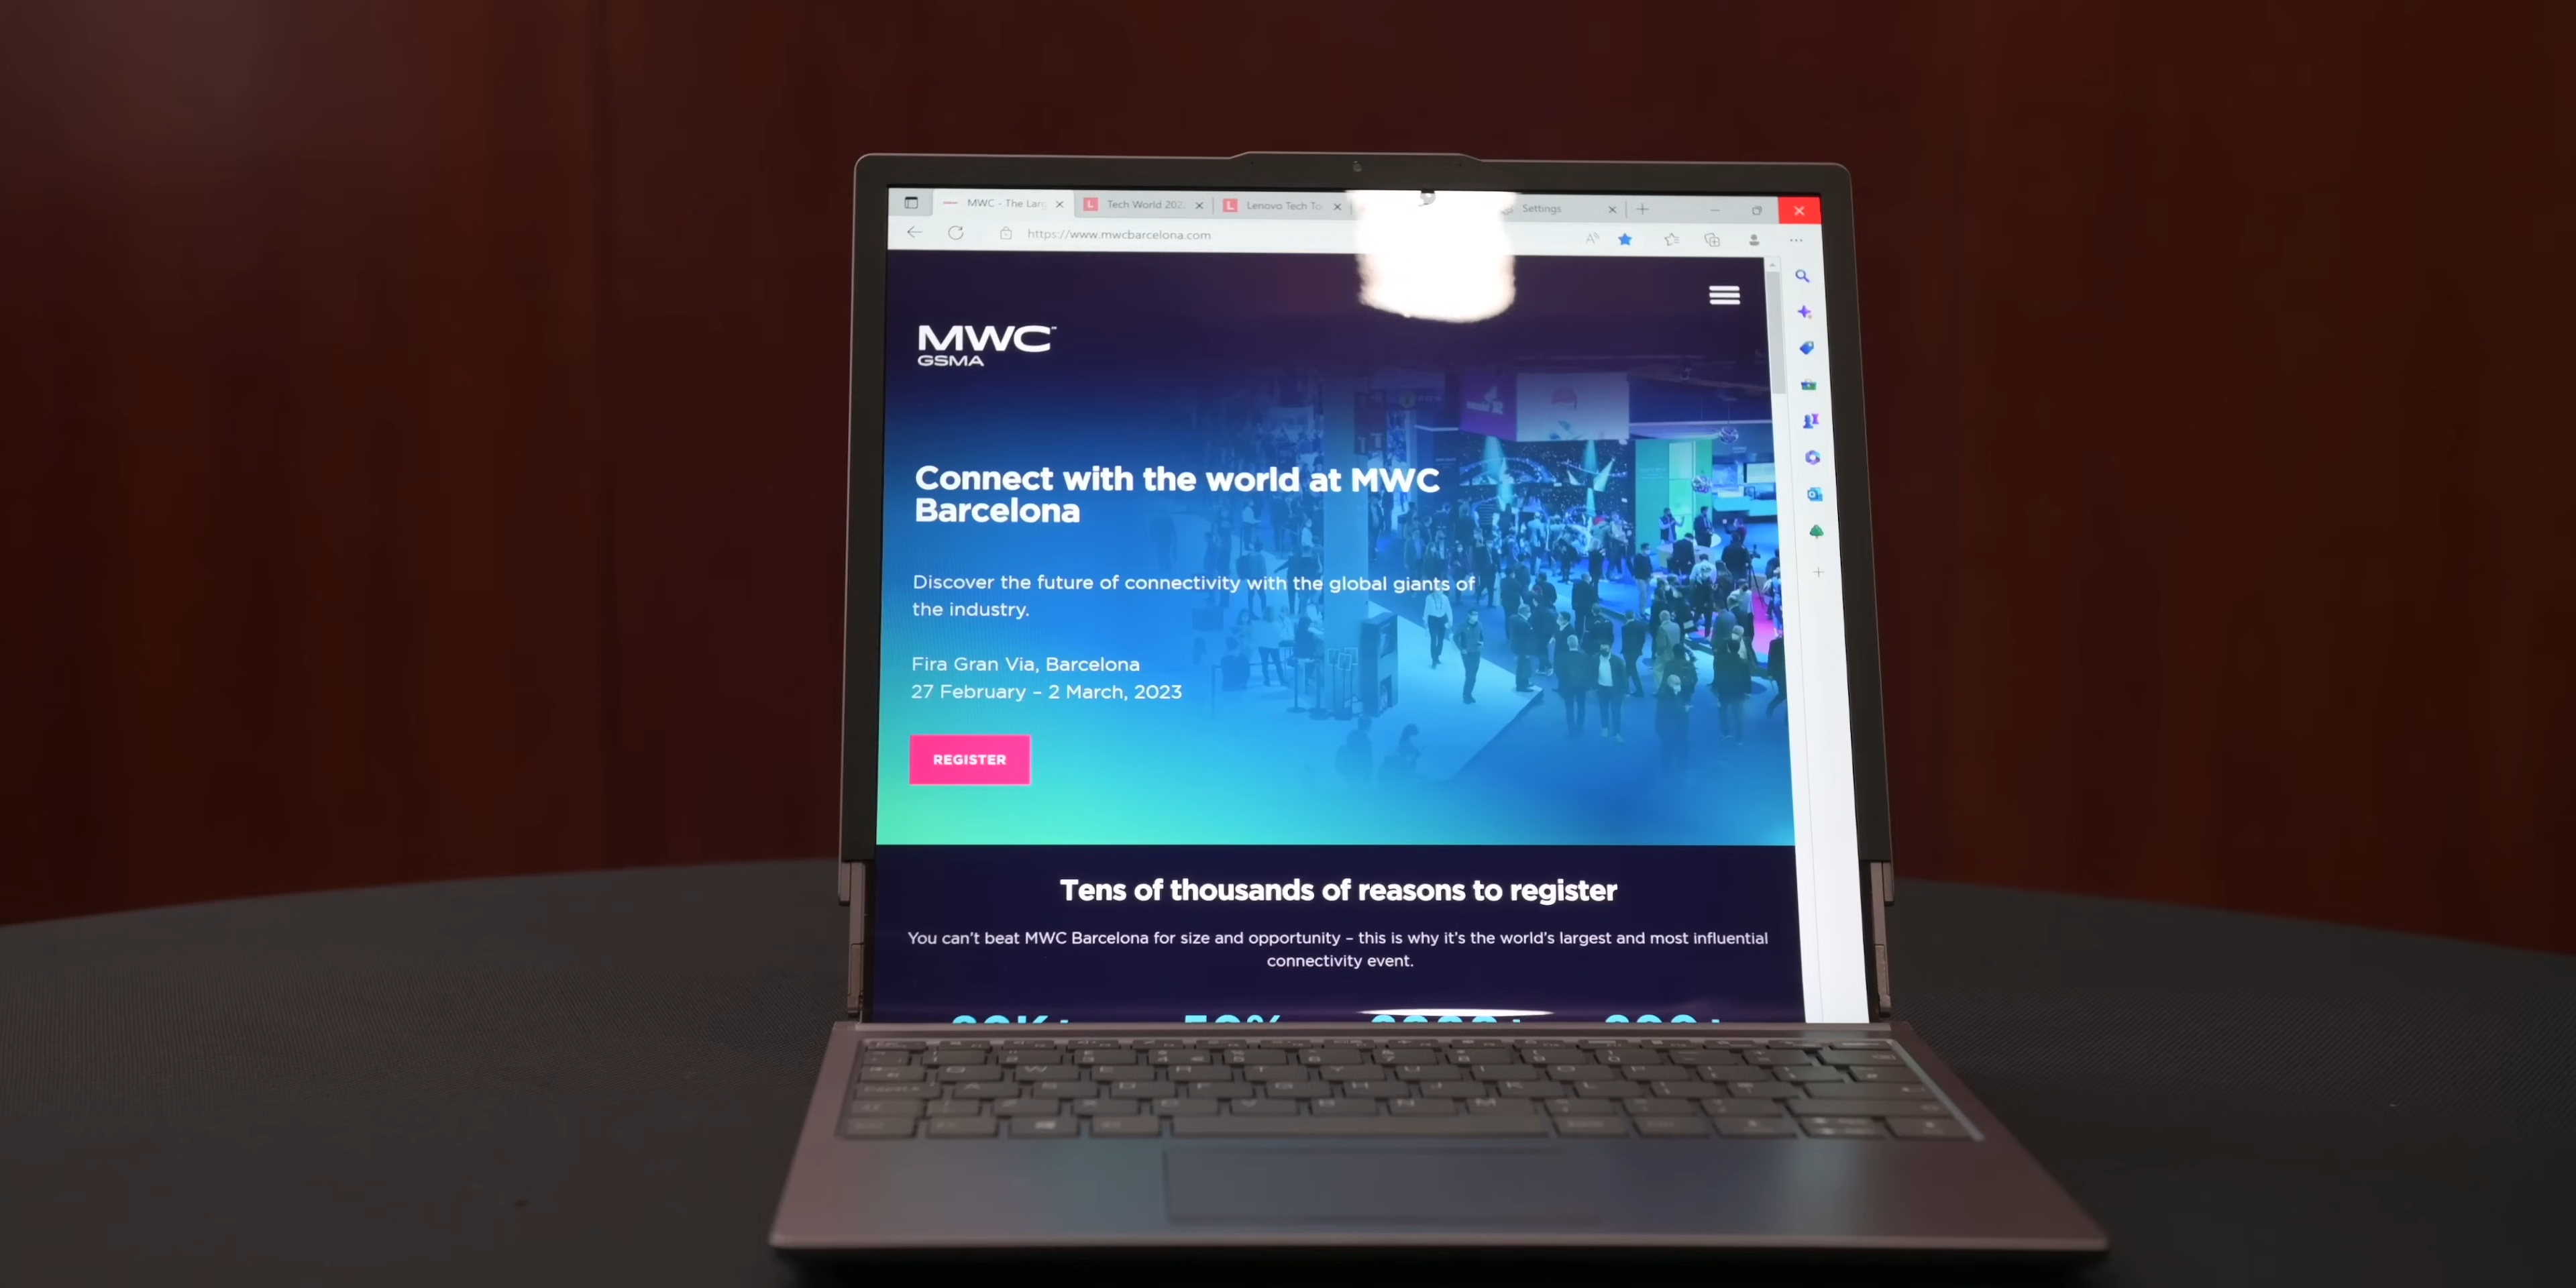 MWC - The Larg
Tech World 202
Lenovo Tech To
Settings
https://www.mwcbarcelona.com
MWC™
GSMA
Connect with the world at MWC
Barcelona
Discover the future of connectivity with the global giants of
the industry.
Fira Gran Via, Barcelona
27 February – 2 March, 2023
REGISTER
Tens of thousands of reasons to register
You can't beat MWC Barcelona for size and opportunity – this is why it's the world's largest and most influential
connectivity event.